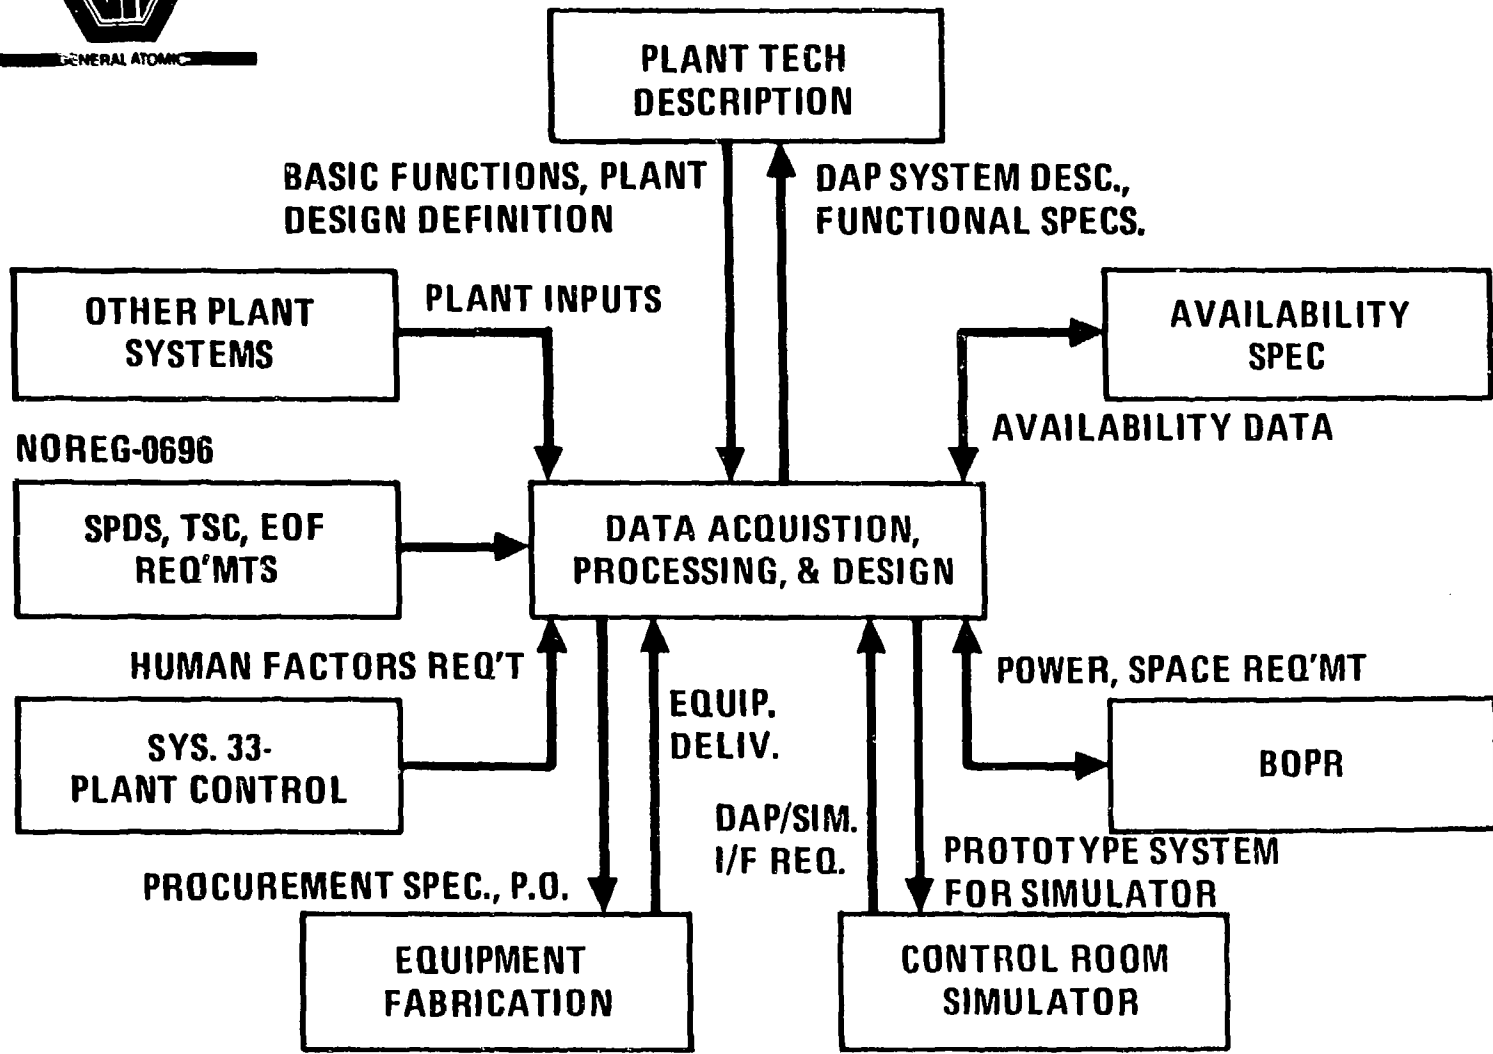 GENERAL ATOMIC
PLANT TECH
DESCRIPTION
BASIC FUNCTIONS, PLANT
DESIGN DEFINITION
DAP SYSTEM DESC.,
FUNCTIONAL SPECS.
OTHER PLANT
SYSTEMS
PLANT INPUTS
AVAILABILITY
SPEC
AVAILABILITY DATA
NOREG-0696
SPDS, TSC, EOF
REQ'MTS
DATA ACQUISTION,
PROCESSING, & DESIGN
HUMAN FACTORS REQ'T
POWER, SPACE REQ'MT
EQUIP.
DELIV.
SYS. 33-
PLANT CONTROL
BOPR
DAP/SIM.
I/F REQ.
PROTOTYPE SYSTEM
FOR SIMULATOR
PROCUREMENT SPEC., P.O.
EQUIPMENT
FABRICATION
CONTROL ROOM
SIMULATOR